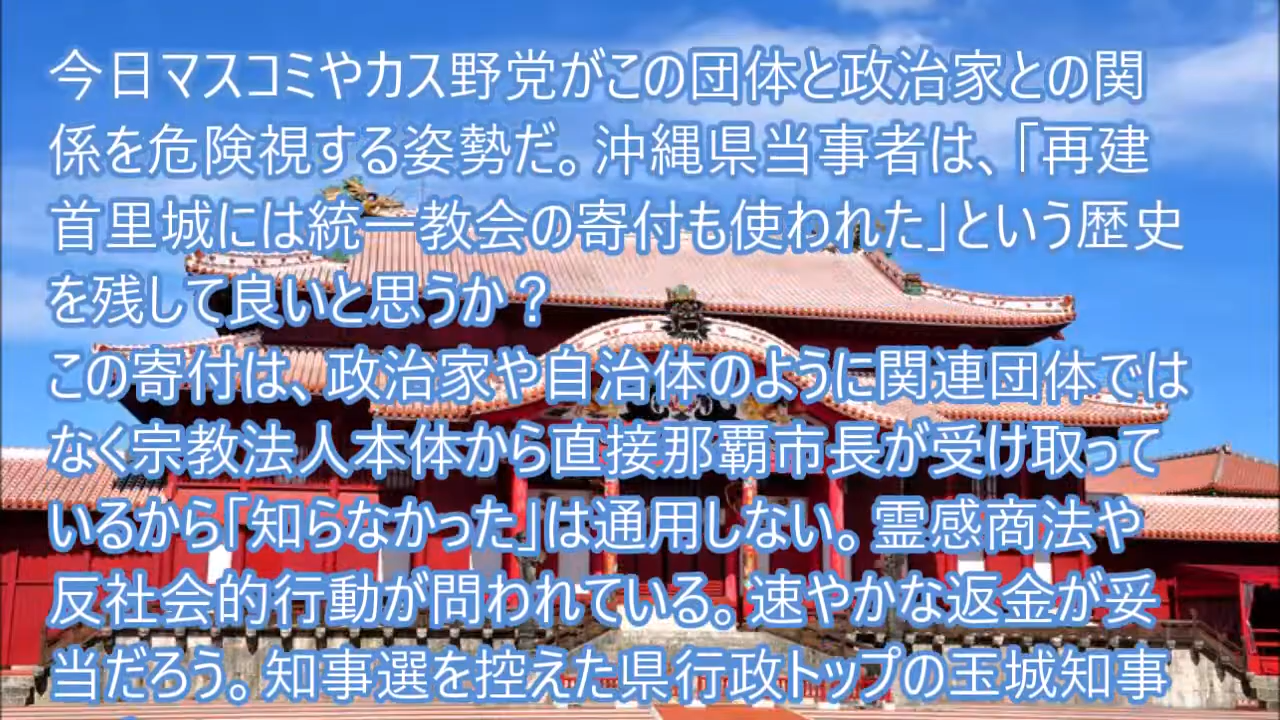 今日マスコミやカス野党がこの団体と政治家との関
係を危険視する姿勢だ。沖縄県当事者は、「再建
首里城には統一教会の寄付も使われた」という歴史
を残して良いと思うか？
この寄付は、政治家や自治体のように関連団体では
なく宗教法人本体から直接那覇市長が受け取って
いるから「知らなかった」は通用しない。霊感商法や
反社会的行動が問われている。速やかな返金が妥
当だろう。知事選を控えた県行政トップの玉城知事